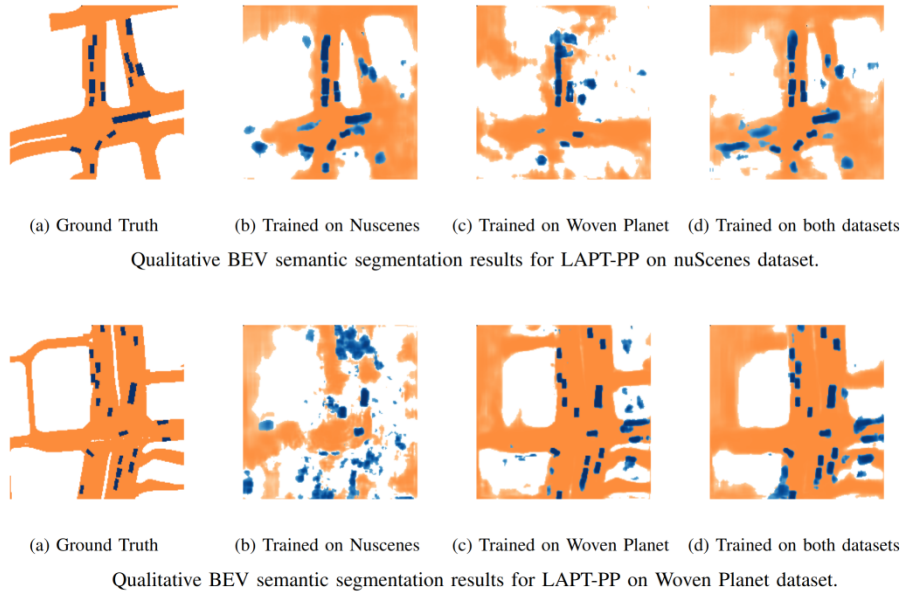 (a) Ground Truth
(b) Trained on Nuscenes
(c) Trained on Woven Planet
(d) Trained on both datasets
Qualitative BEV semantic segmentation results for LAPT-PP on nuScenes dataset.
(a) Ground Truth
(b) Trained on Nuscenes
(c) Trained on Woven Planet
(d) Trained on both datasets
Qualitative BEV semantic segmentation results for LAPT-PP on Woven Planet dataset.